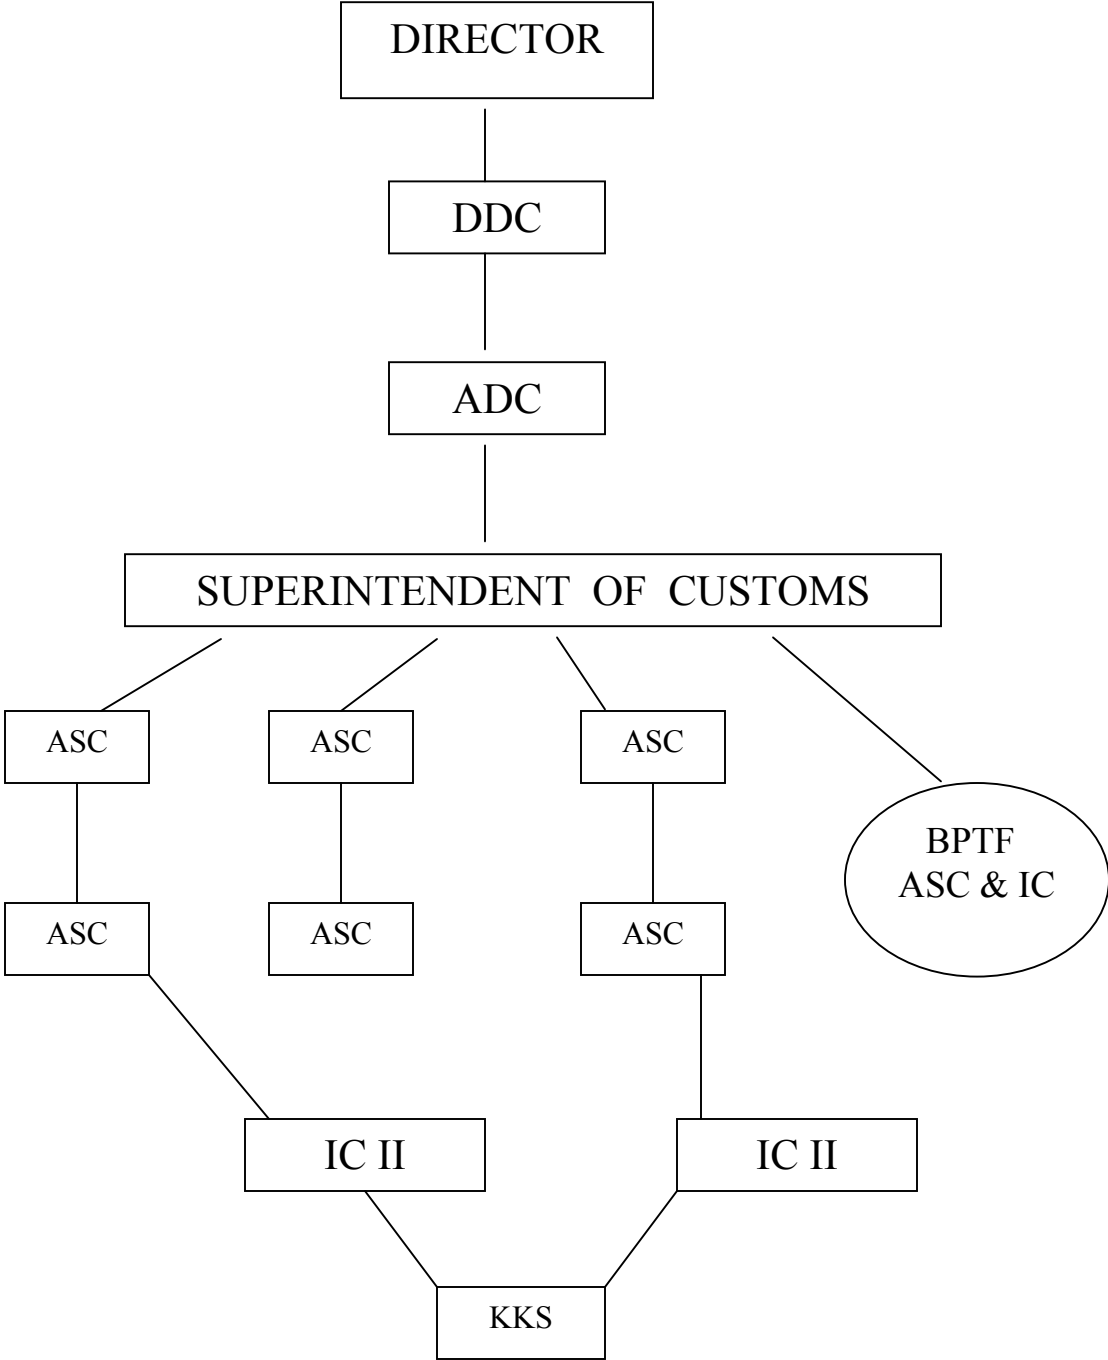 DIRECTOR
DDC
ADC
SUPERINTENDENT OF CUSTOMS
ASC
ASC
ASC
BPTF
ASC & IC
ASC
ASC
ASC
IC II
IC II
KKS